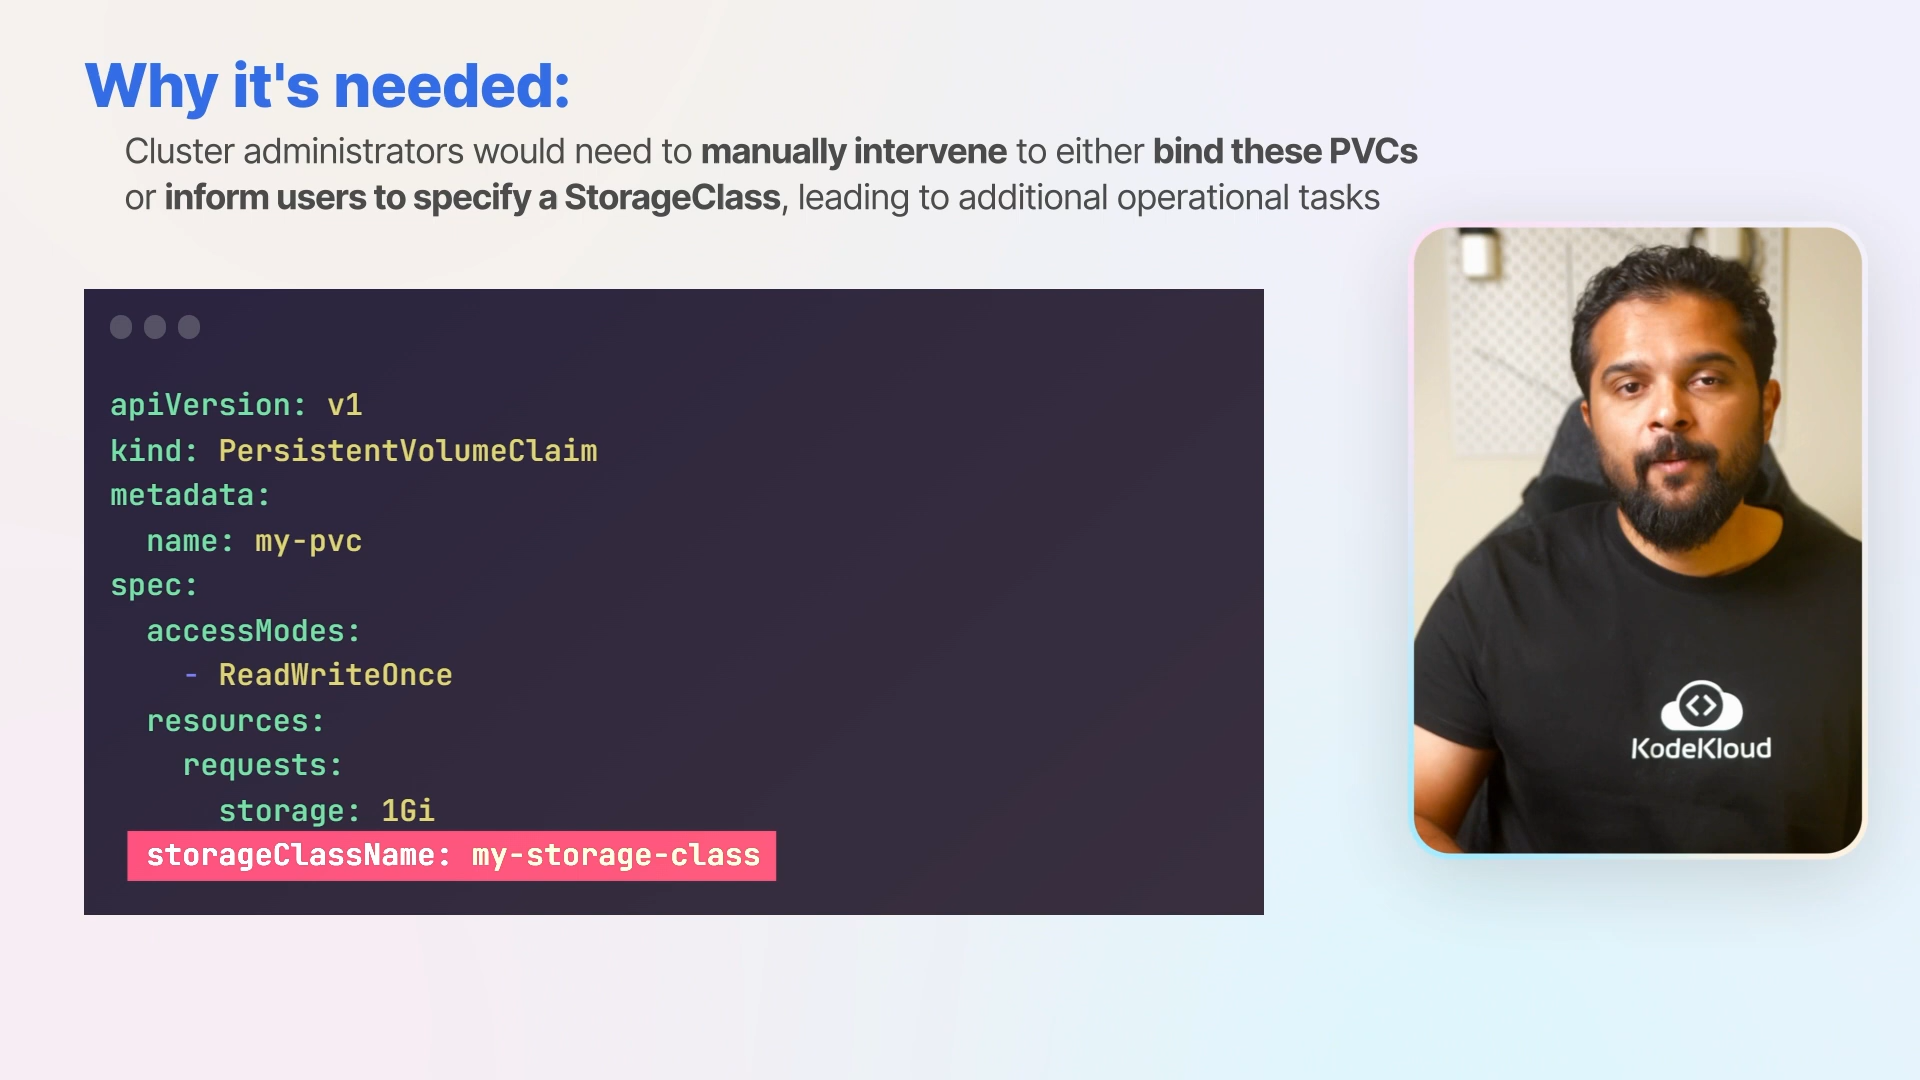 Why it's needed:
Cluster administrators would need to manually intervene to either bind these PVCs
or inform users to specify a StorageClass, leading to additional operational tasks
apiVersion: v1
kind: PersistentVolumeClaim
metadata:
  name: my-pvc
spec:
  accessModes:
    - ReadWriteOnce
  resources:
    requests:
      storage: 1Gi
  storageClassName: my-storage-class
KodeKloud